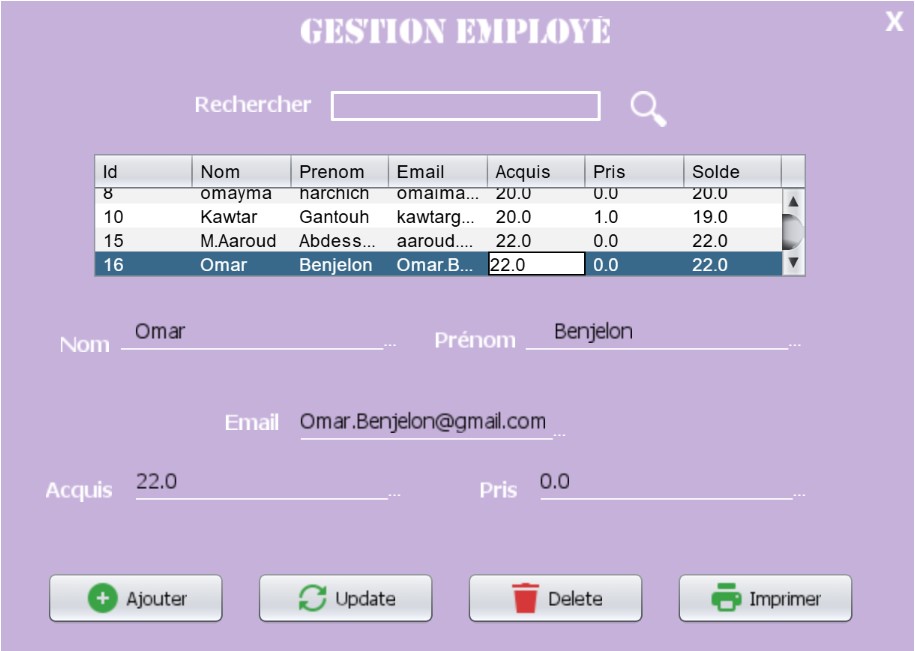 GESTION EMPLOYÉ X
Rechercher
Id Nom Prenom Email Acquis Pris Solde
8 omayma harchich omaima... 20.0 0.0 20.0
10 Kawtar Gantouh kawtarg... 20.0 1.0 19.0
15 M.Aaroud Abdess... aaroud.... 22.0 0.0 22.0
16 Omar Benjelon Omar.B... 22.0 0.0 22.0
Nom Omar ... Prénom Benjelon ...
Email Omar.Benjelon@gmail.com ...
Acquis 22.0 ... Pris 0.0 ...
Ajouter Update Delete Imprimer